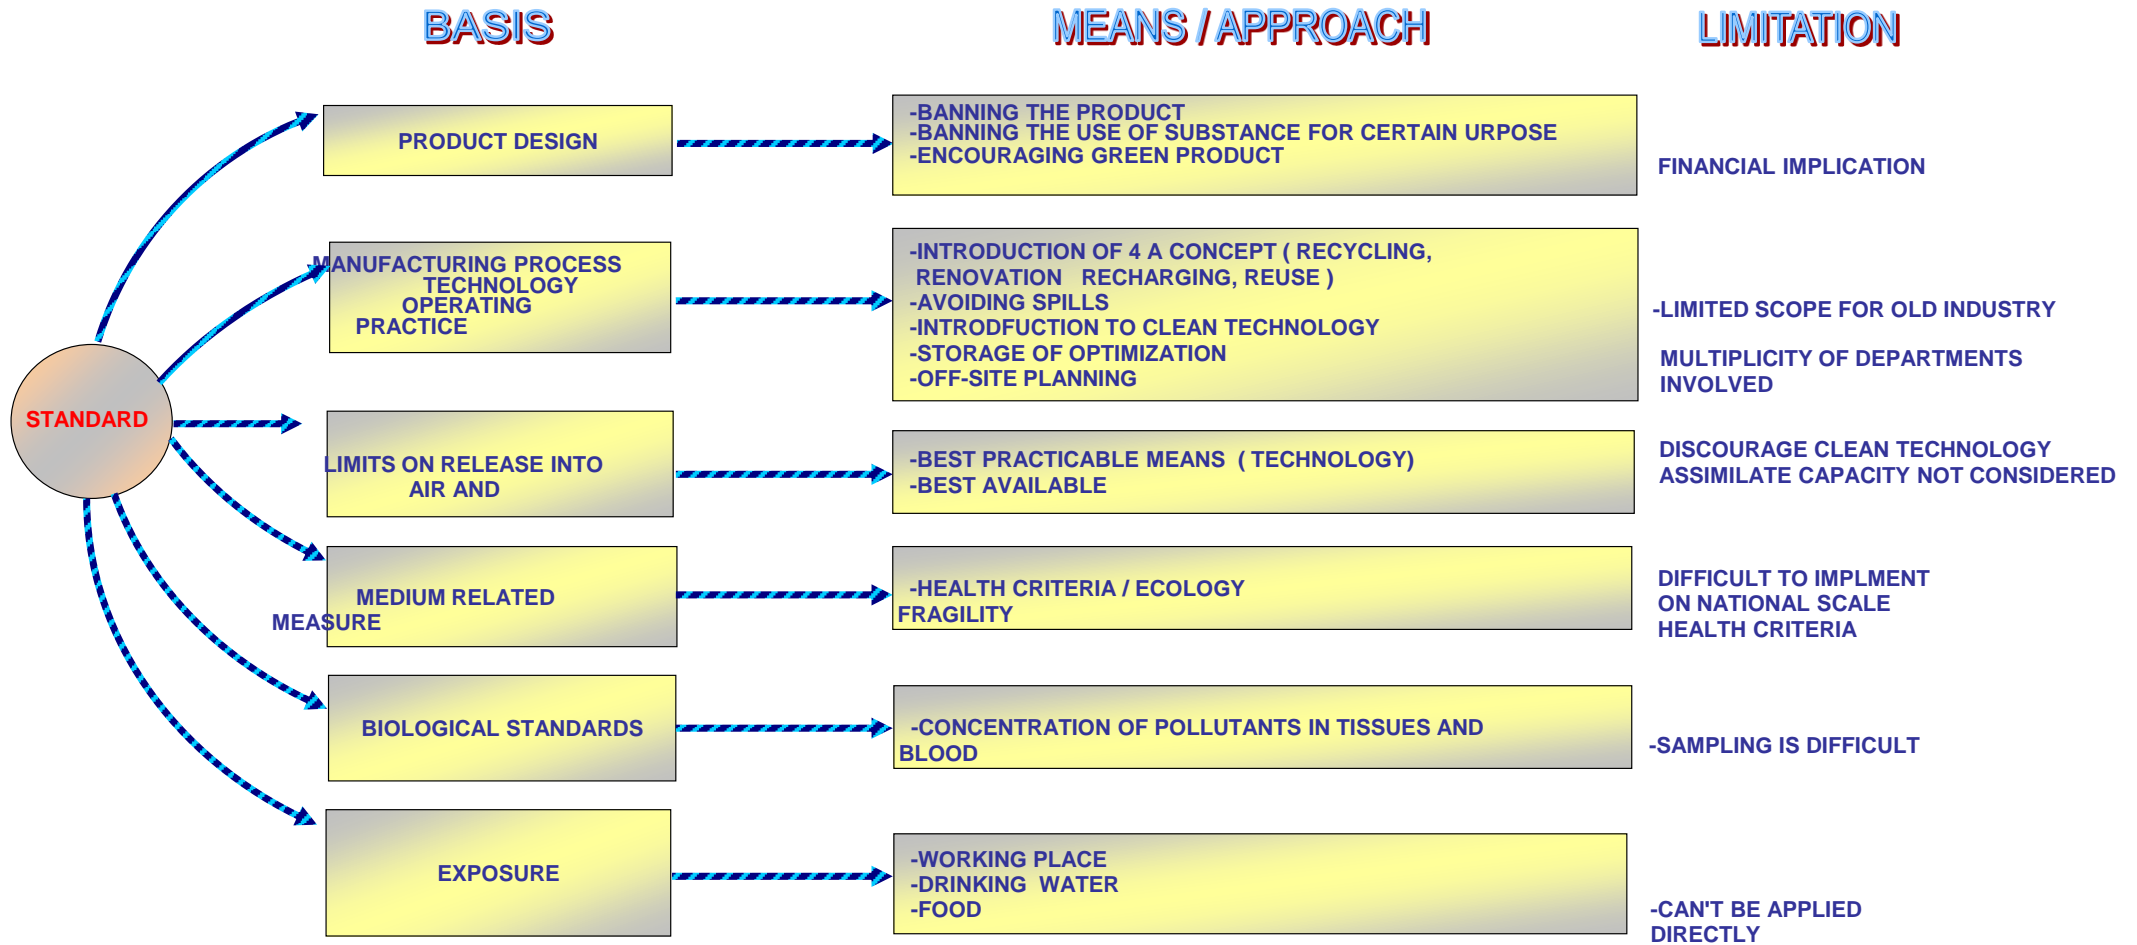 BASIS
MEANS / APPROACH
LIMITATION
STANDARD
PRODUCT DESIGN
-BANNING THE PRODUCT
-BANNING THE USE OF SUBSTANCE FOR CERTAIN URPOSE
-ENCOURAGING GREEN PRODUCT
FINANCIAL IMPLICATION
MANUFACTURING PROCESS
TECHNOLOGY
OPERATING
PRACTICE
-INTRODUCTION OF 4 A CONCEPT ( RECYCLING,
RENOVATION RECHARGING, REUSE )
-AVOIDING SPILLS
-INTRODFUCTION TO CLEAN TECHNOLOGY
-STORAGE OF OPTIMIZATION
-OFF-SITE PLANNING
-LIMITED SCOPE FOR OLD INDUSTRY
MULTIPLICITY OF DEPARTMENTS
INVOLVED
LIMITS ON RELEASE INTO
AIR AND
-BEST PRACTICABLE MEANS ( TECHNOLOGY)
-BEST AVAILABLE
DISCOURAGE CLEAN TECHNOLOGY
ASSIMILATE CAPACITY NOT CONSIDERED
MEDIUM RELATED
MEASURE
-HEALTH CRITERIA / ECOLOGY
FRAGILITY
DIFFICULT TO IMPLMENT
ON NATIONAL SCALE
HEALTH CRITERIA
BIOLOGICAL STANDARDS
-CONCENTRATION OF POLLUTANTS IN TISSUES AND
BLOOD
-SAMPLING IS DIFFICULT
EXPOSURE
-WORKING PLACE
-DRINKING WATER
-FOOD
-CAN'T BE APPLIED
DIRECTLY